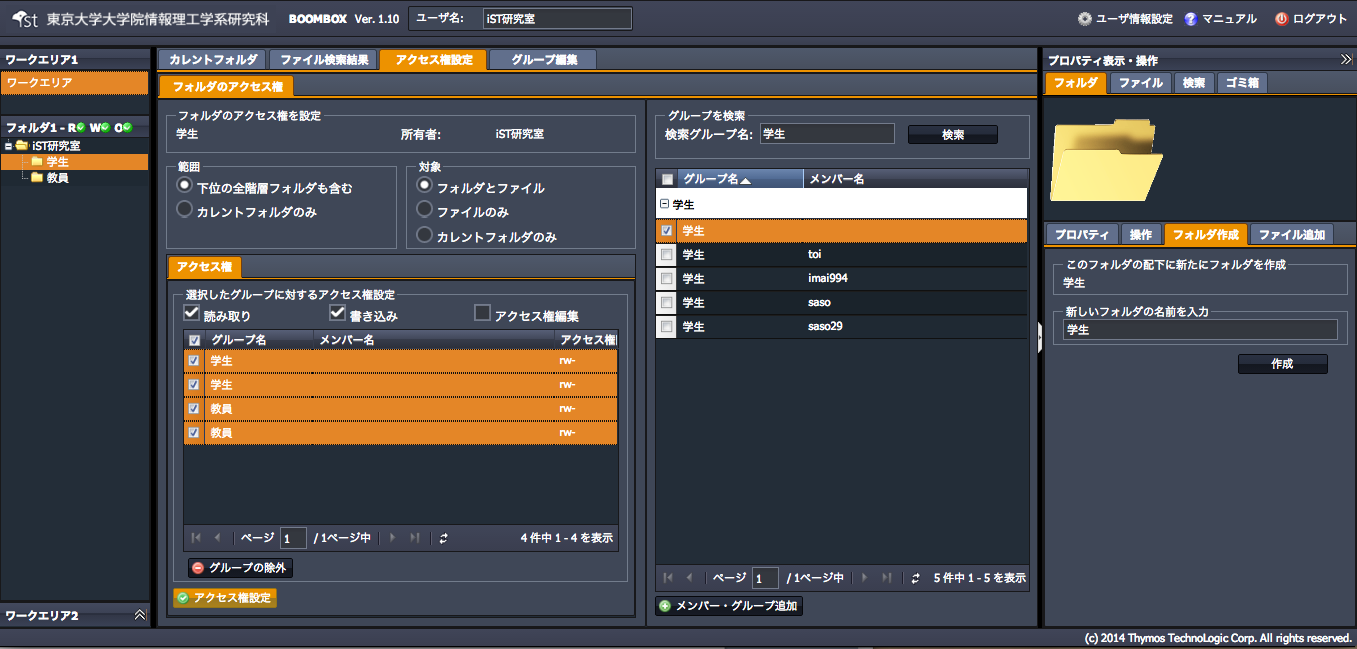 ist 東京大学大学院情報理工学系研究科 BOOMBOX Ver. 1.10 ユーザ名: iST研究室 ユーザ情報設定 ? マニュアル ログアウト
ワークエリア1
ワークエリア
フォルダ1 - R W O
iST研究室
学生
教員
ワークエリア2
カレントフォルダ ファイル検索結果 アクセス権設定 グループ編集
フォルダのアクセス権
フォルダのアクセス権を設定
学生 所有者: iST研究室
範囲
下位の全階層フォルダも含む
カレントフォルダのみ
対象
フォルダとファイル
ファイルのみ
カレントフォルダのみ
アクセス権
選択したグループに対するアクセス権設定
読み取り 書き込み アクセス権編集
グループ名 メンバー名 アクセス権
学生 rw-
学生 rw-
教員 rw-
教員 rw-
ページ 1 / 1ページ中 4 件中 1 - 4 を表示
グループの除外
アクセス権設定
グループを検索
検索グループ名: 学生 検索
グループ名 メンバー名
学生
学生
学生 toi
学生 imai994
学生 saso
学生 saso29
ページ 1 / 1ページ中 5 件中 1 - 5 を表示
メンバー・グループ追加
プロパティ表示・操作
フォルダ ファイル 検索 ゴミ箱
プロパティ 操作 フォルダ作成 ファイル追加
このフォルダの配下に新たにフォルダを作成
学生
新しいフォルダの名前を入力
学生
作成
(c) 2014 Thymos TechnoLogic Corp. All rights reserved.